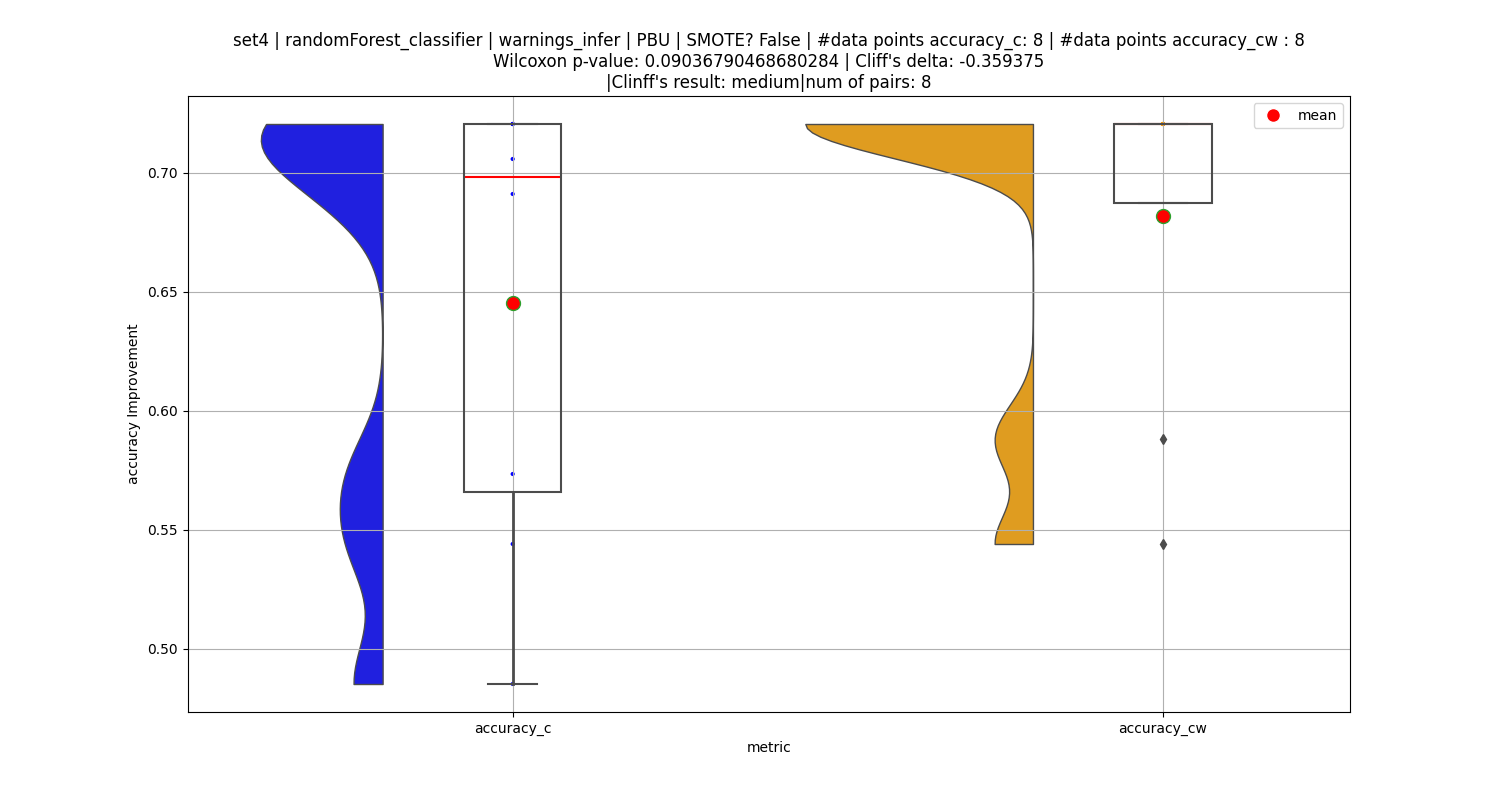 set4 | randomForest_classifier | warnings_infer | PBU | SMOTE? False | #data points accuracy_c: 8 | #data points accuracy_cw : 8
Wilcoxon p-value: 0.09036790468680284 | Cliff's delta: -0.359375
|Clinff's result: medium|num of pairs: 8
mean
accuracy Improvement
0.70
0.65
0.60
0.55
0.50
accuracy_c
accuracy_cw
metric